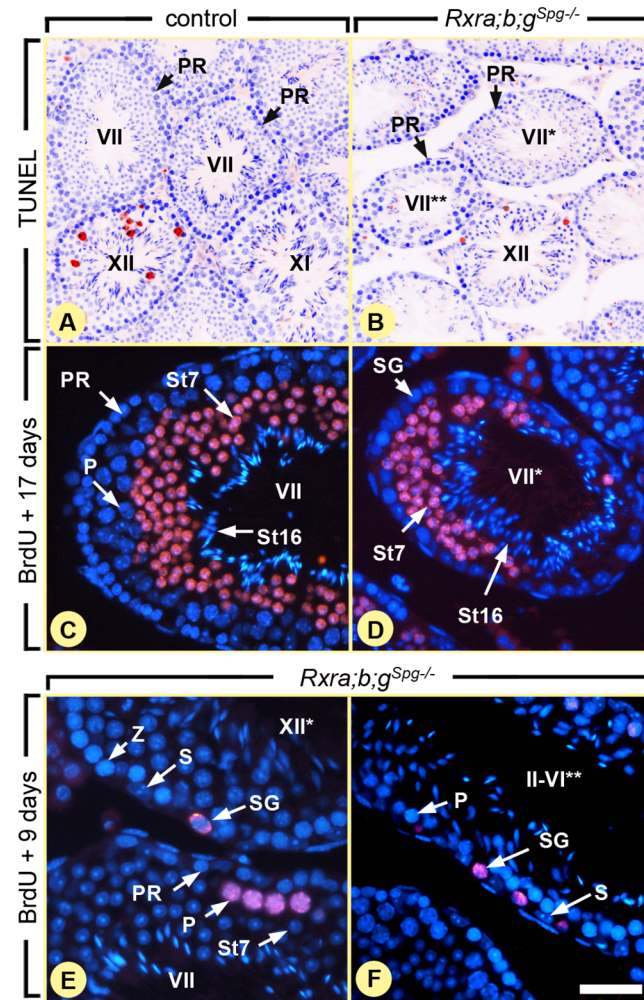 control
Rxra;b;gSpg-/-
TUNEL
PR
PR
VII
VII
XII
XI
A
PR
PR
VII*
VII**
XII
B
BrdU + 17 days
PR
St7
P
VII
St16
C
SG
VII*
St7
St16
D
Rxra;b;gSpg-/-
BrdU + 9 days
XII*
Z
S
SG
PR
P
St7
VII
E
II-VI**
P
SG
S
F